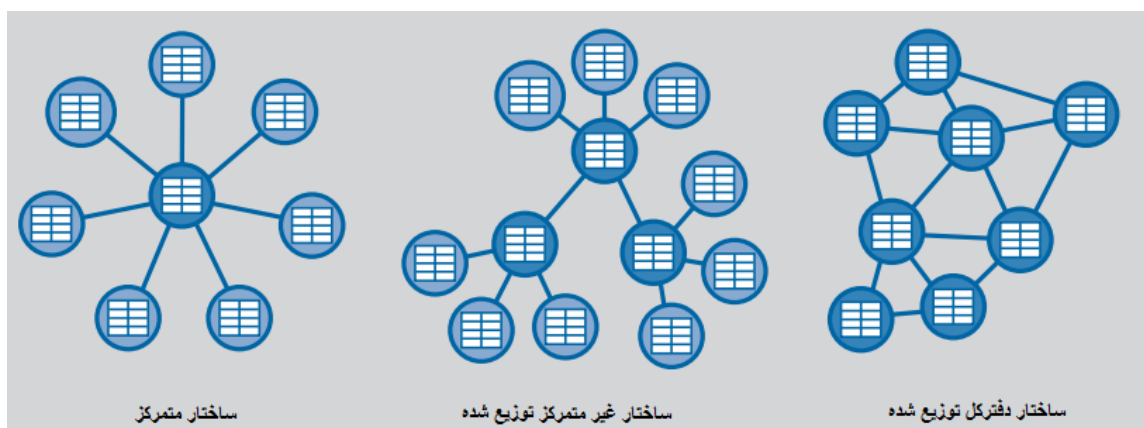 ساختار دفترکل توزیع شده
ساختار غیر متمرکز توزیع شده
ساختار متمرکز